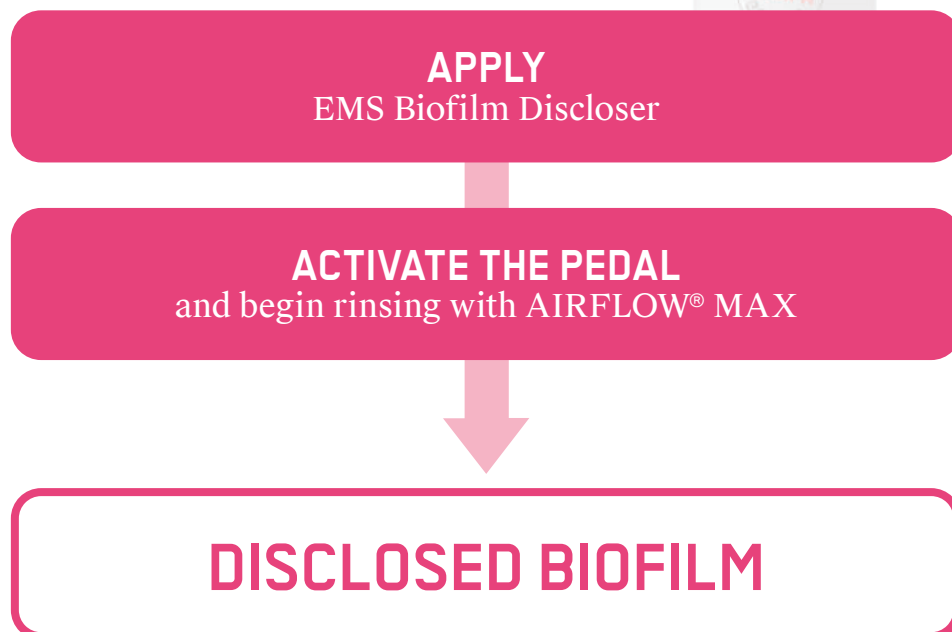 APPLY
EMS Biofilm Discloser
ACTIVATE THE PEDAL
and begin rinsing with AIRFLOW® MAX
DISCLOSED BIOFILM